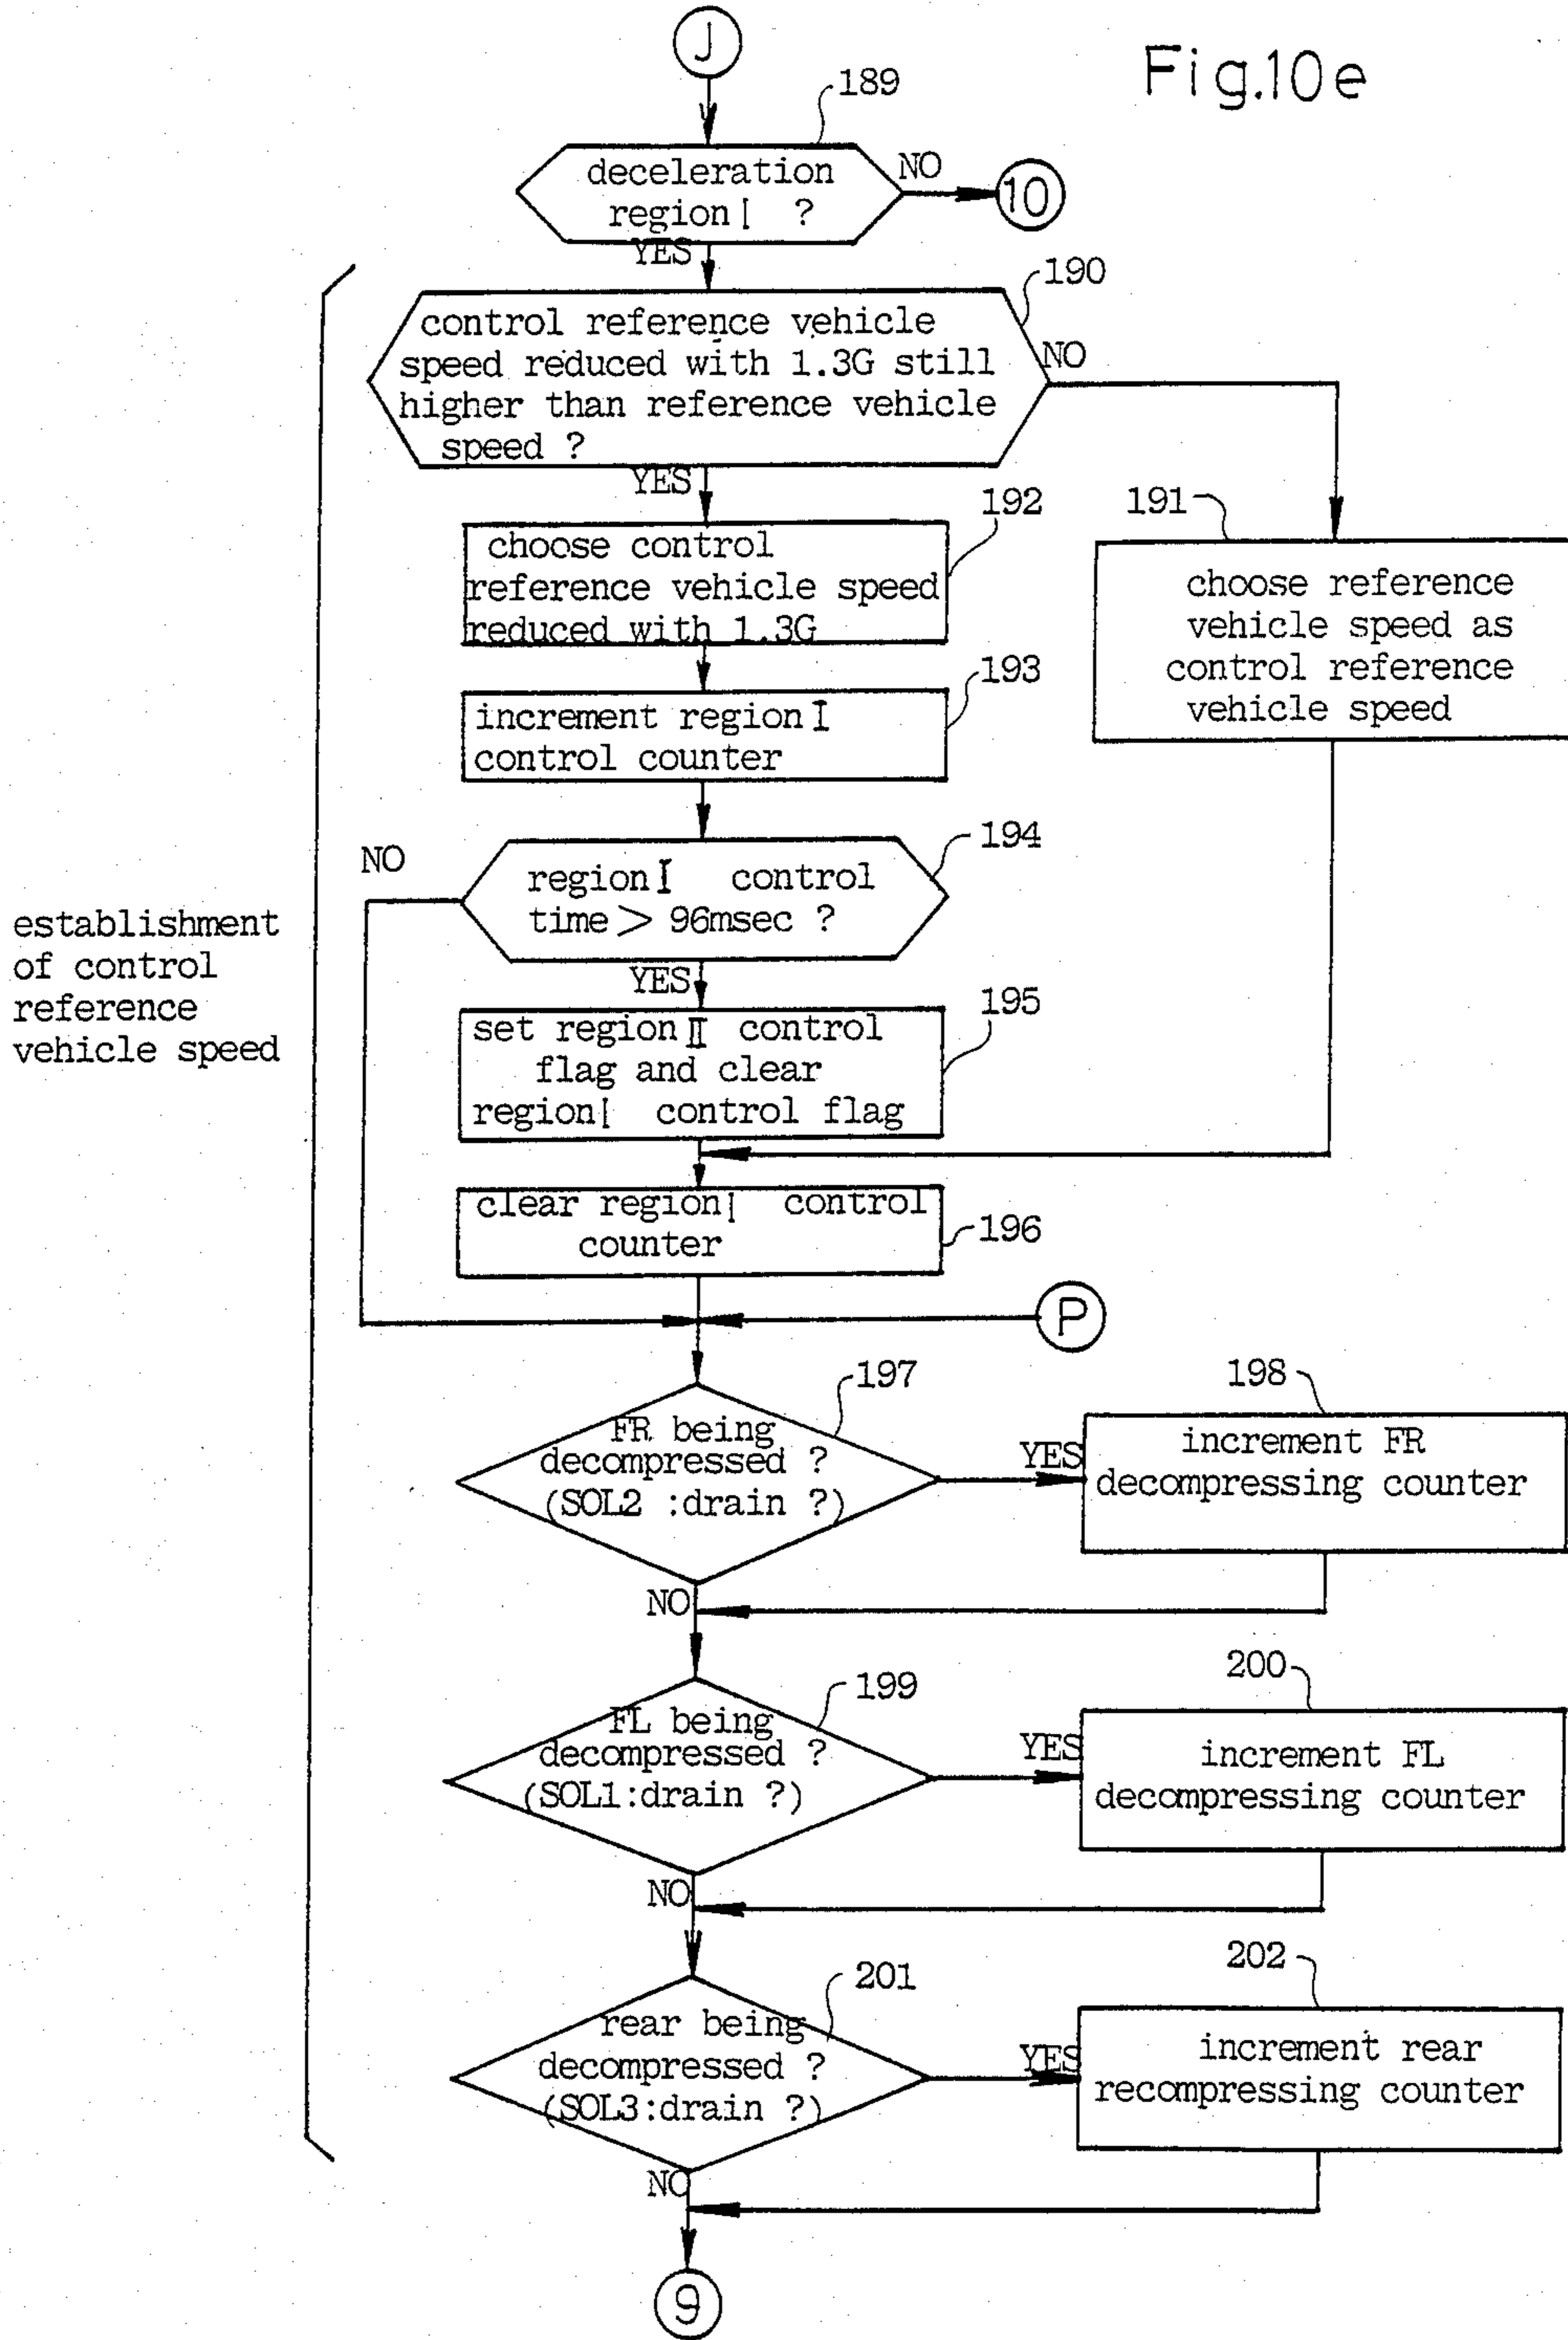 Fig.10e
J
189
deceleration
region I ?
NO
10
YES
190
control reference vehicle
speed reduced with 1.3G still
higher than reference vehicle
speed ?
NO
YES
192
choose control
reference vehicle speed
reduced with 1.3G
191
choose reference
vehicle speed as
control reference
vehicle speed
193
increment region I
control counter
194
NO
region I control
time > 96msec ?
YES
establishment
of control
reference
vehicle speed
195
set region II control
flag and clear
region I control flag
196
clear region I control
counter
P
197
FR being
decompressed ?
(SOL2 :drain ?)
YES
198
increment FR
decompressing counter
NO
199
FL being
decompressed ?
(SOL1:drain ?)
YES
200
increment FL
decompressing counter
NO
201
rear being
decompressed ?
(SOL3:drain ?)
YES
202
increment rear
recompressing counter
NO
9